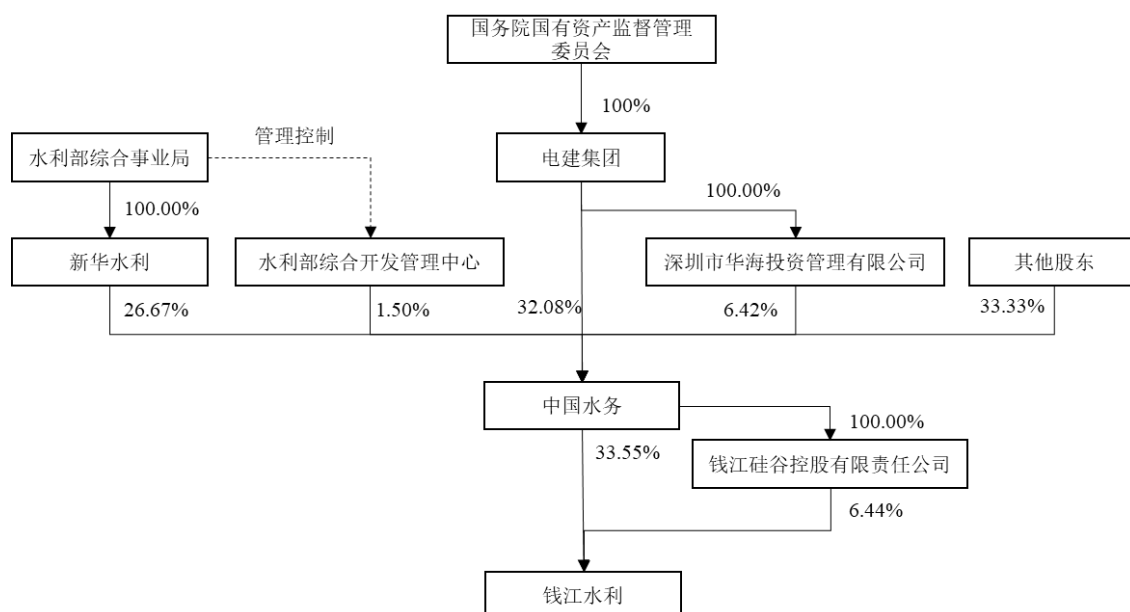 国务院国有资产监督管理
委员会
100%
管理控制
水利部综合事业局
电建集团
100.00%
100.00%
新华水利
水利部综合开发管理中心
深圳市华海投资管理有限公司
其他股东
26.67%
1.50%
32.08%
6.42%
33.33%
中国水务
100.00%
33.55%
钱江硅谷控股有限责任公司
6.44%
钱江水利